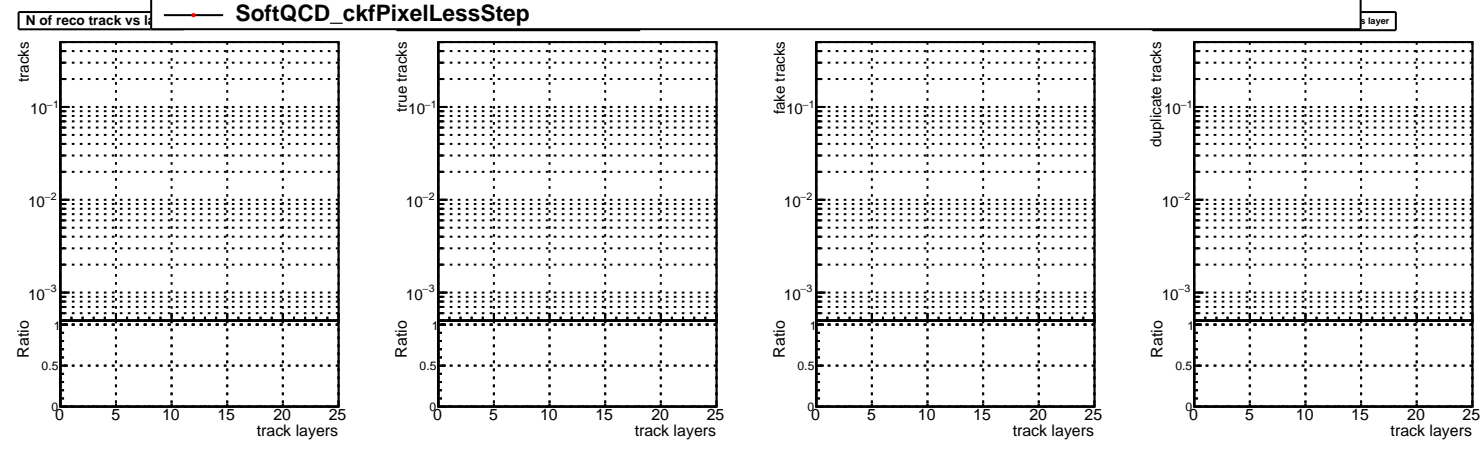 SoftQCD_ckfPixelLessStep
N of reco track vs la
s layer
tracks
10⁻¹
10⁻²
10⁻³
Ratio
1
0.5
0
0 5 10 15 20 25
track layers
true tracks
10⁻¹
10⁻²
10⁻³
Ratio
1
0.5
0
0 5 10 15 20 25
track layers
fake tracks
10⁻¹
10⁻²
10⁻³
Ratio
1
0.5
0
0 5 10 15 20 25
track layers
duplicate tracks
10⁻¹
10⁻²
10⁻³
Ratio
1
0.5
0
0 5 10 15 20 25
track layers